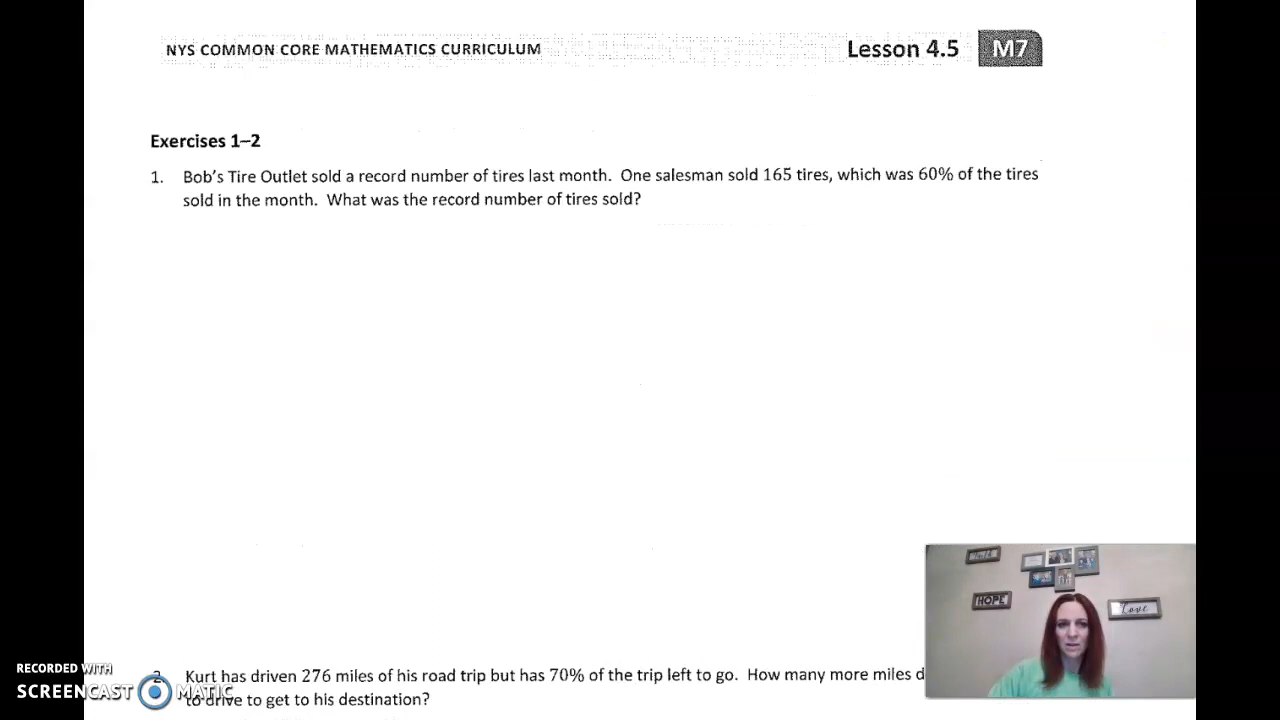 NYS COMMON CORE MATHEMATICS CURRICULUM
Lesson 4.5
M7
Exercises 1–2
1. Bob's Tire Outlet sold a record number of tires last month. One salesman sold 165 tires, which was 60% of the tires
sold in the month. What was the record number of tires sold?
HOPE
Love
2. Kurt has driven 276 miles of his road trip but has 70% of the trip left to go. How many more miles
to drive to get to his destination?
RECORDED WITH
SCREENCAST MATIC